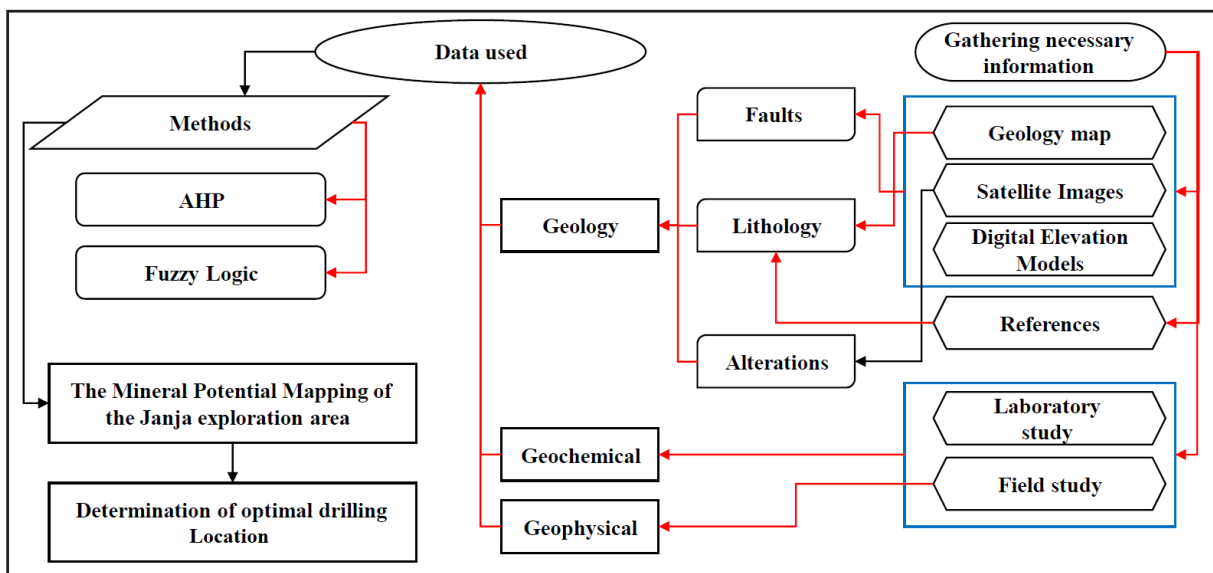 Data used
Gathering necessary
information
Methods
AHP
Fuzzy Logic
The Mineral Potential Mapping of
the Janja exploration area
Determination of optimal drilling
Location
Geology
Geochemical
Geophysical
Faults
Lithology
Alterations
Geology map
Satellite Images
Digital Elevation
Models
References
Laboratory
study
Field study